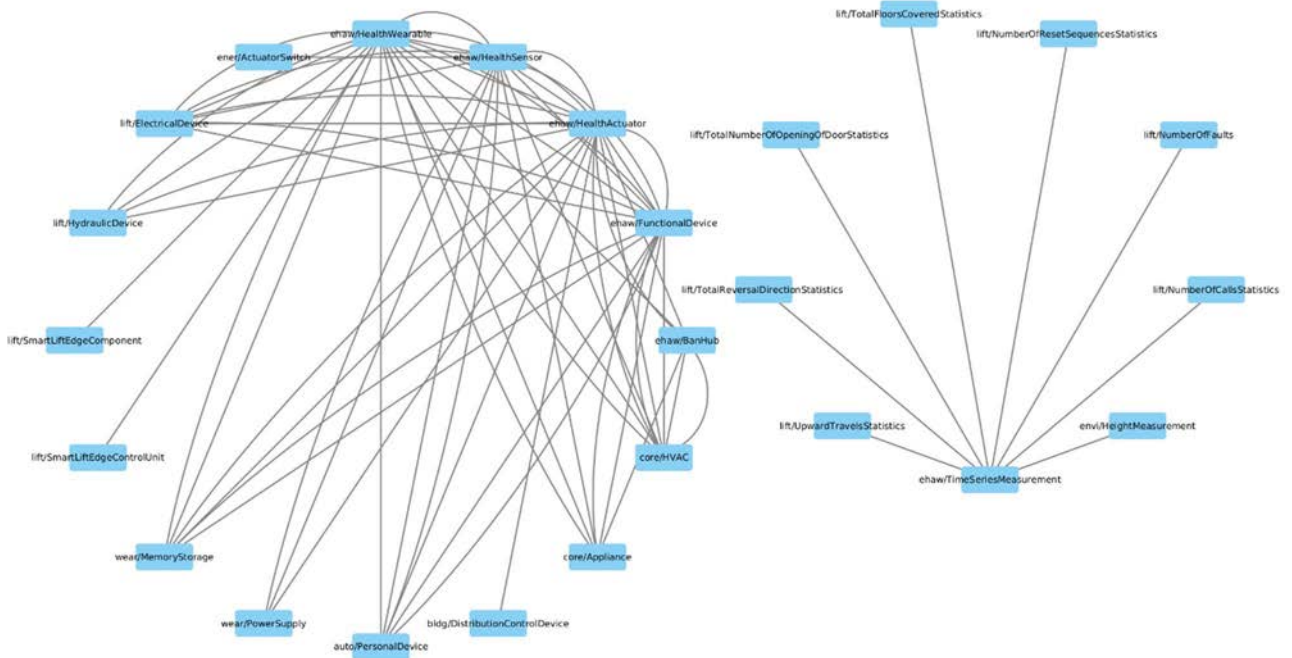 lift/TotalFloorsCoveredStatistics
ehaw/HealthWearable
lift/NumberOfResetSequencesStatistics
ener/ActuatorSwitch
ehaw/HealthSensor
lift/ElectricalDevice
ehaw/HealthActuator
lift/TotalNumberOfOpeningOfDoorStatistics
lift/NumberOfFaults
lift/HydraulicDevice
ehaw/FunctionalDevice
lift/TotalReversalDirectionStatistics
lift/NumberOfCallsStatistics
lift/SmartLiftEdgeComponent
ehaw/BanHub
lift/UpwardTravelsStatistics
envi/HeightMeasurement
lift/SmartLiftEdgeControlUnit
core/HVAC
ehaw/TimeSeriesMeasurement
wear/MemoryStorage
core/Appliance
wear/PowerSupply
bldg/DistributionControlDevice
auto/PersonalDevice